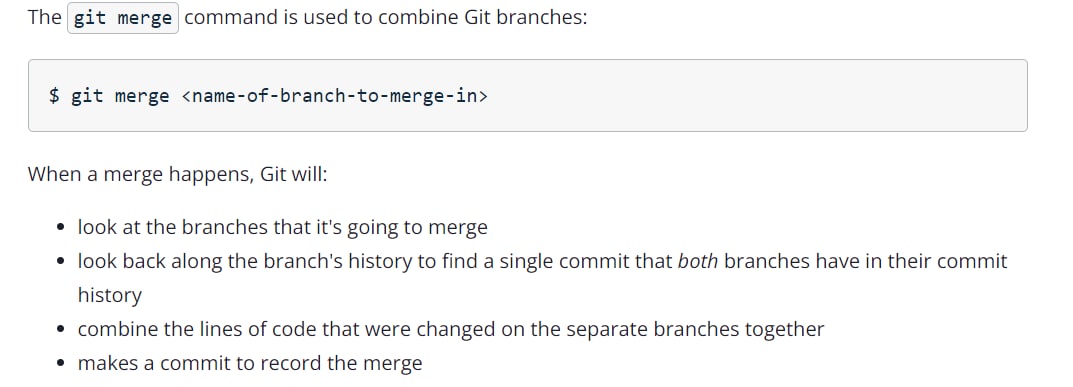 The git merge command is used to combine Git branches:
$ git merge <name-of-branch-to-merge-in>
When a merge happens, Git will:
• look at the branches that it's going to merge
• look back along the branch's history to find a single commit that both branches have in their commit
history
• combine the lines of code that were changed on the separate branches together
• makes a commit to record the merge